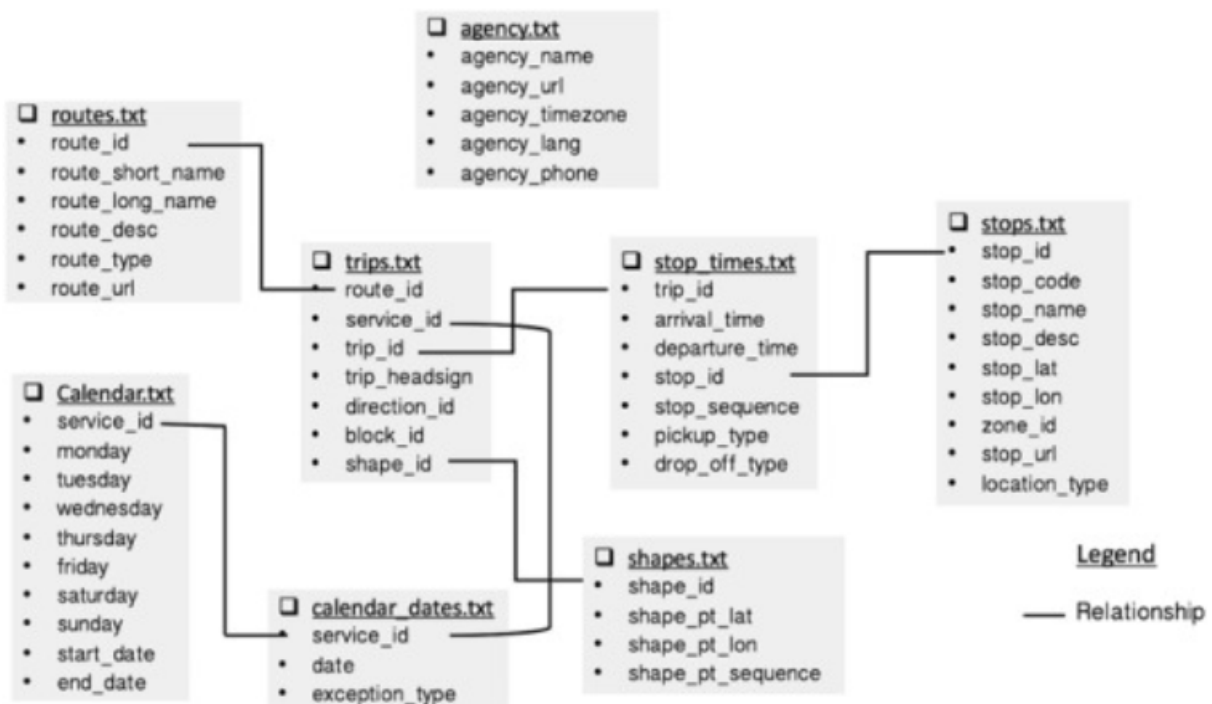 agency.txt
agency_name
agency_url
agency_timezone
agency_lang
agency_phone
routes.txt
route_id
route_short_name
route_long_name
route_desc
route_type
route_url
trips.txt
route_id
service_id
trip_id
trip_headsign
direction_id
block_id
shape_id
stop_times.txt
trip_id
arrival_time
departure_time
stop_id
stop_sequence
pickup_type
drop_off_type
stops.txt
stop_id
stop_code
stop_name
stop_desc
stop_lat
stop_lon
zone_id
stop_url
location_type
Calendar.txt
service_id
monday
tuesday
wednesday
thursday
friday
saturday
sunday
start_date
end_date
calendar_dates.txt
service_id
date
exception_type
shapes.txt
shape_id
shape_pt_lat
shape_pt_lon
shape_pt_sequence
Legend
Relationship